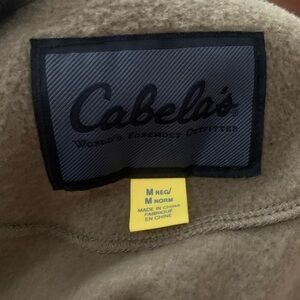 Cabela's®
WORLD'S FOREMOST OUTFITTER
M REG/
M NORM
MADE IN CHINA
FABRIQUÉ
EN CHINE